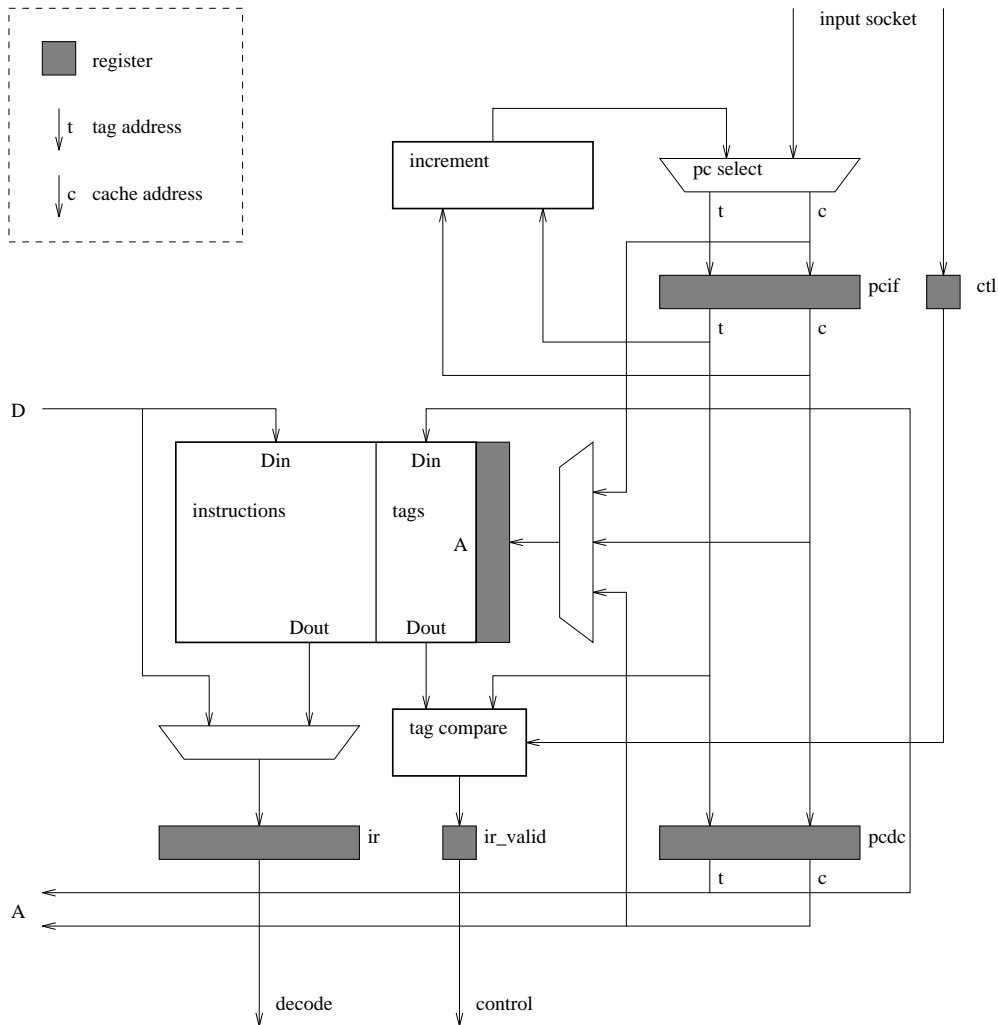 input socket
register
t tag address
increment
pc select
c cache address
t c
pcif
ctl
t c
D
Din Din
instructions tags
A
Dout Dout
tag compare
ir
ir_valid
pcdc
t c
A
decode control